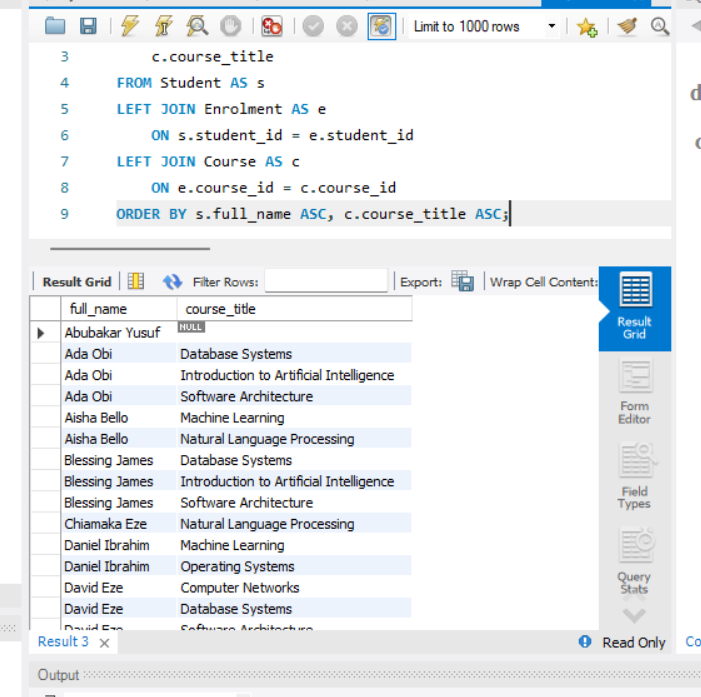 Limit to 1000 rows
3 c.course_title
4 FROM Student AS s
5 LEFT JOIN Enrolment AS e
6 ON s.student_id = e.student_id
7 LEFT JOIN Course AS c
8 ON e.course_id = c.course_id
9 ORDER BY s.full_name ASC, c.course_title ASC;
Result Grid Filter Rows: Export: Wrap Cell Content:
full_name course_title
Abubakar Yusuf NULL
Ada Obi Database Systems
Ada Obi Introduction to Artificial Intelligence
Ada Obi Software Architecture
Aisha Bello Machine Learning
Aisha Bello Natural Language Processing
Blessing James Database Systems
Blessing James Introduction to Artificial Intelligence
Blessing James Software Architecture
Chiamaka Eze Natural Language Processing
Daniel Ibrahim Machine Learning
Daniel Ibrahim Operating Systems
David Eze Computer Networks
David Eze Database Systems
David Eze Software Architecture
Result
Grid
Form
Editor
Field
Types
Query
Stats
Result 3 Read Only Co
Output
d